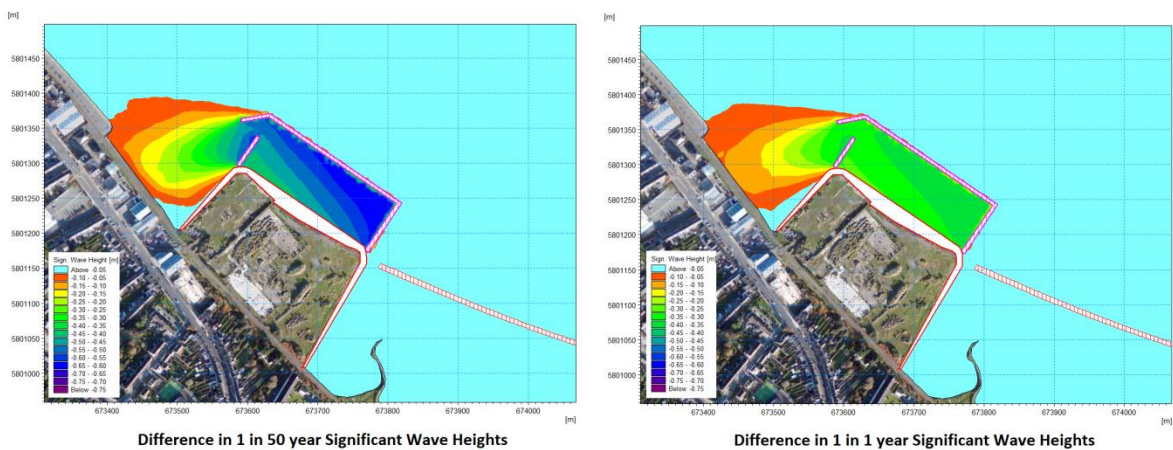 [m]
5801450
5801400
5801350
5801300
5801250
5801200
5801150
5801100
5801050
5801000
Sign. Wave Height [m]
Above -0.05
-0.10 - -0.05
-0.15 - -0.10
-0.20 - -0.15
-0.25 - -0.20
-0.30 - -0.25
-0.35 - -0.30
-0.40 - -0.35
-0.45 - -0.40
-0.50 - -0.45
-0.55 - -0.50
-0.60 - -0.55
-0.65 - -0.60
-0.70 - -0.65
-0.75 - -0.70
Below -0.75
673400 673500 673600 673700 673800 673900 674000
[m]
Difference in 1 in 50 year Significant Wave Heights
[m]
5801450
5801400
5801350
5801300
5801250
5801200
5801150
5801100
5801050
5801000
Sign. Wave Height [m]
Above -0.05
-0.10 - -0.05
-0.15 - -0.10
-0.20 - -0.15
-0.25 - -0.20
-0.30 - -0.25
-0.35 - -0.30
-0.40 - -0.35
-0.45 - -0.40
-0.50 - -0.45
-0.55 - -0.50
-0.60 - -0.55
-0.65 - -0.60
-0.70 - -0.65
-0.75 - -0.70
Below -0.75
673400 673500 673600 673700 673800 673900 674000
[m]
Difference in 1 in 1 year Significant Wave Heights